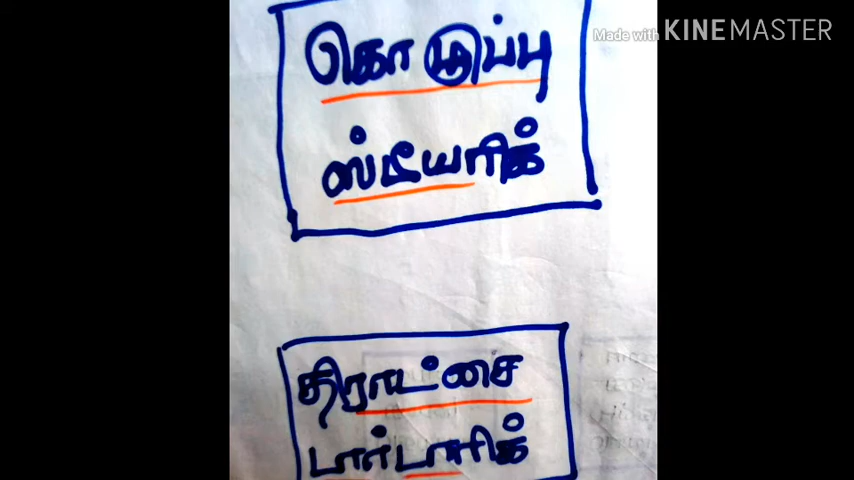 Made with KINEMASTER
கொழுப்பு
ஸ்டீயரிக்
திராட்சை
டார்டாரிக்